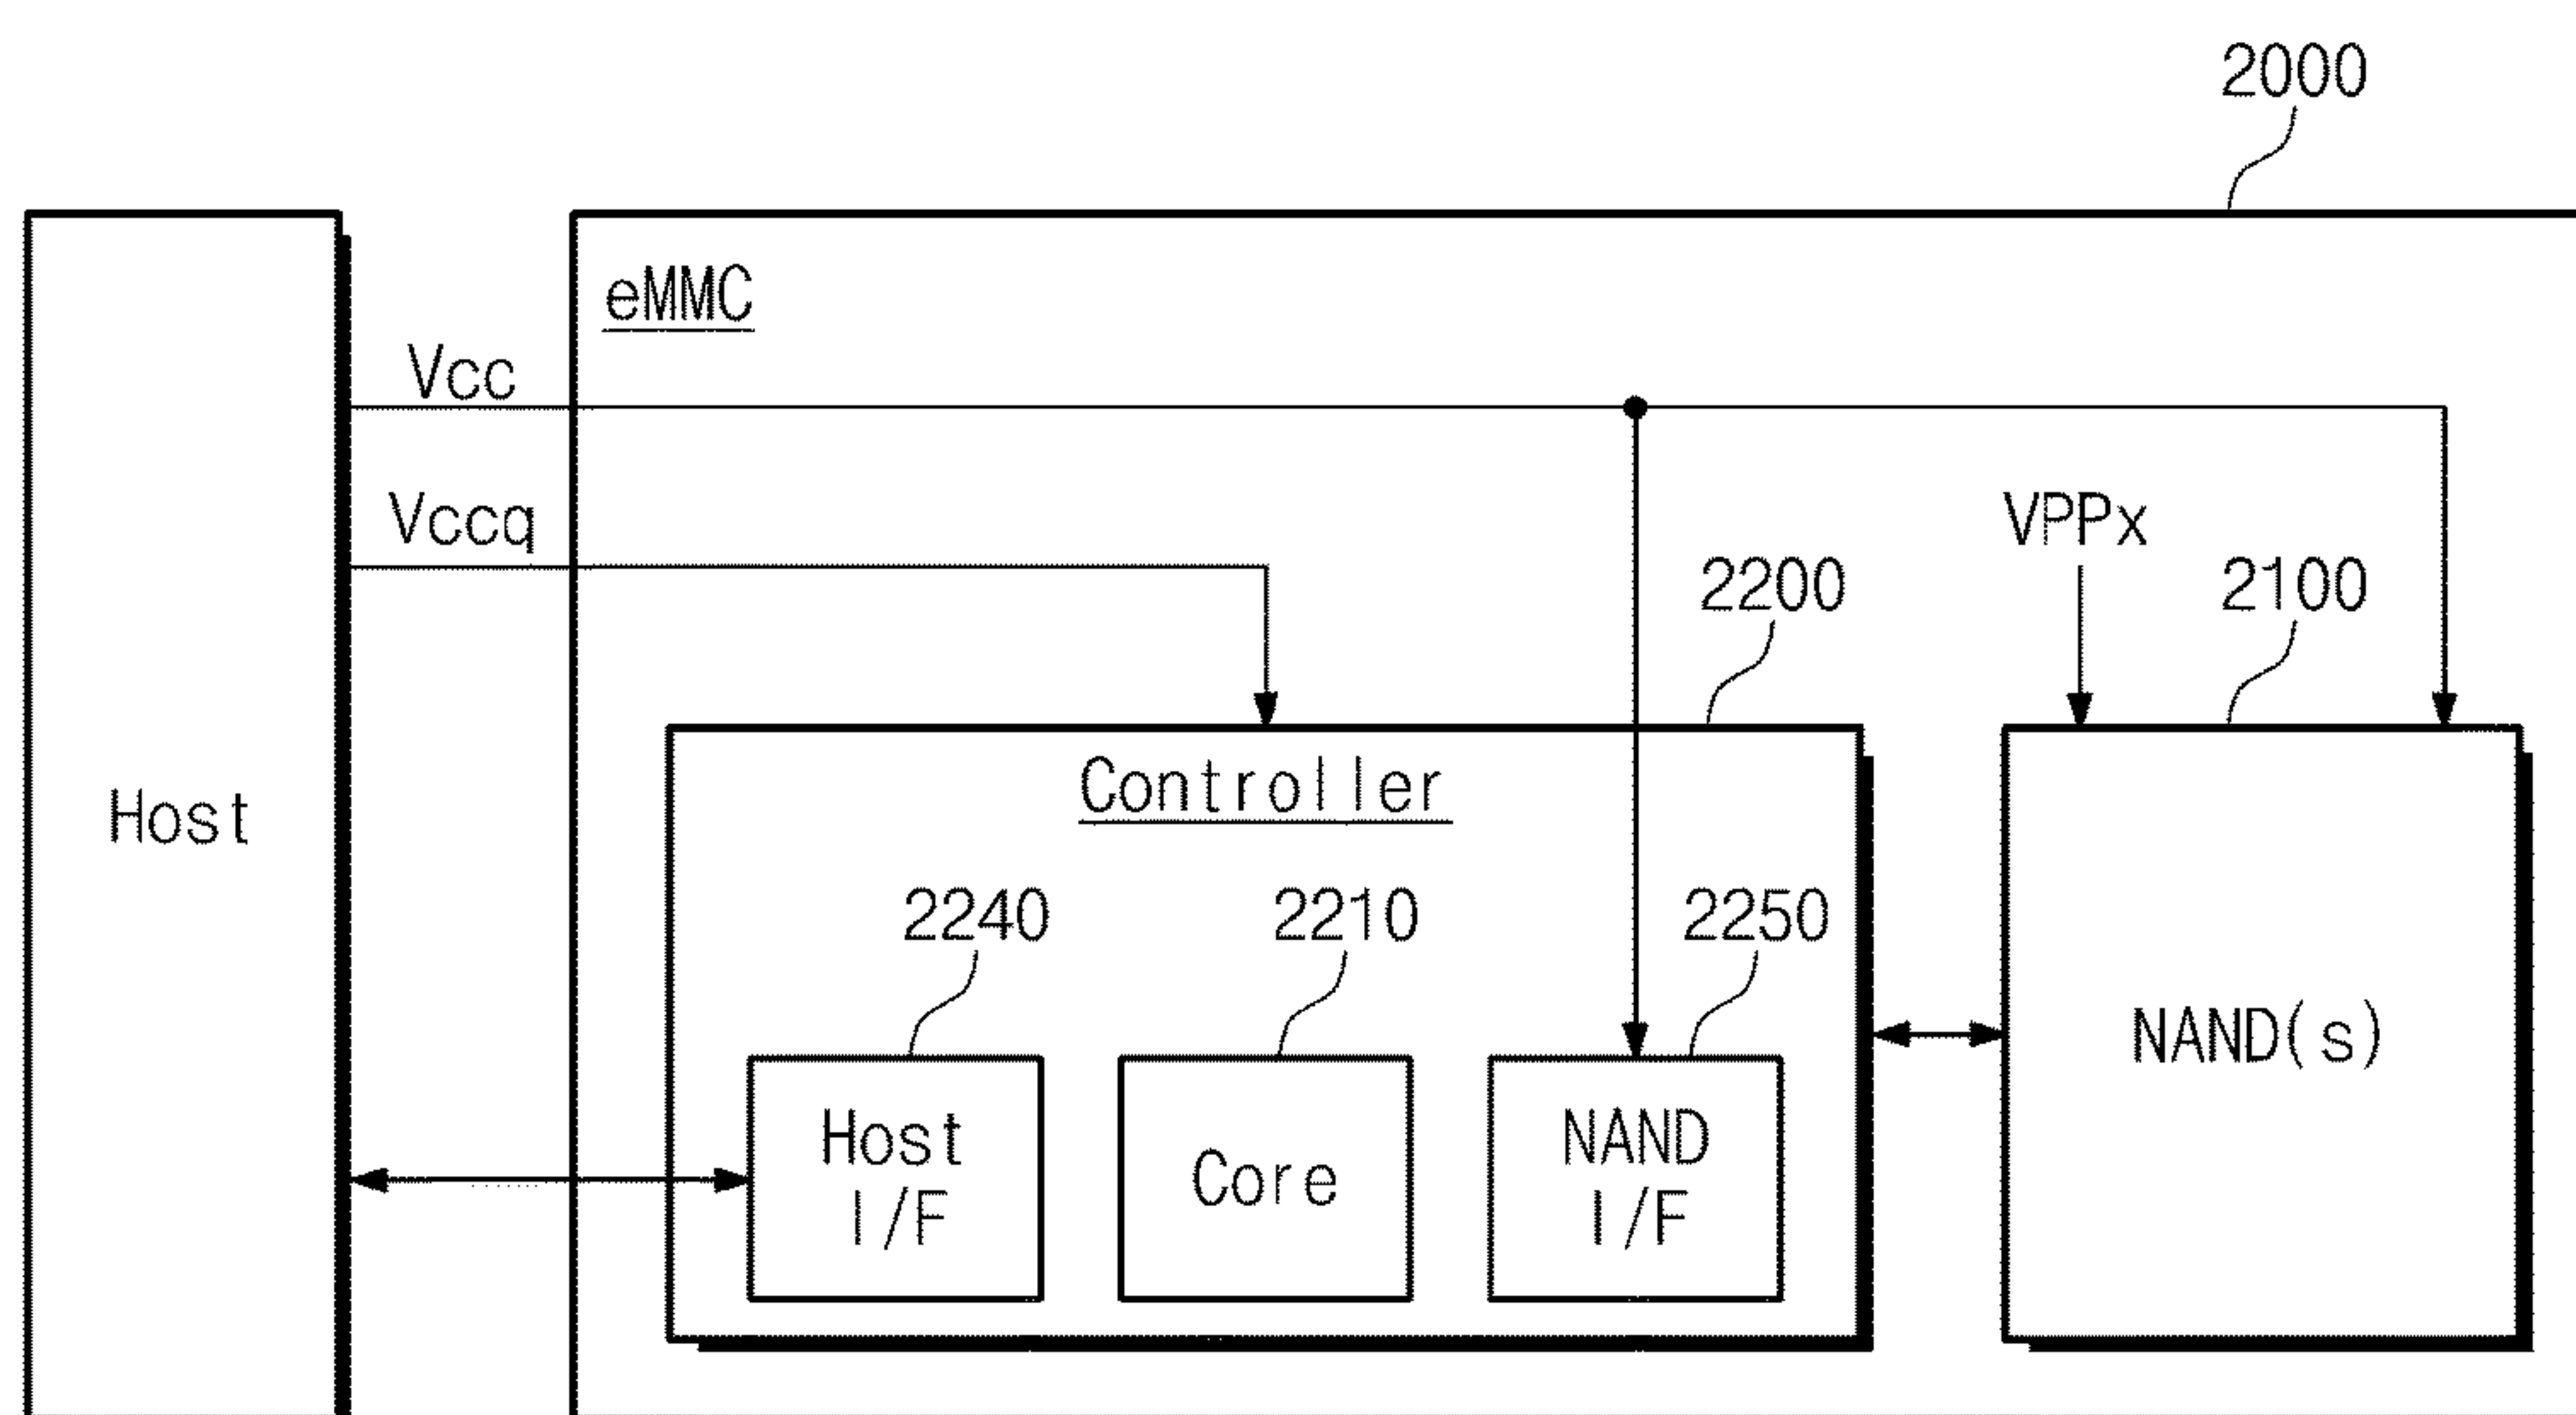 2000
eMMC
Vcc
Vccq
VPPx
2200
2100
Controller
Host
2240
2210
2250
NAND(s)
Host
I/F
Core
NAND
I/F